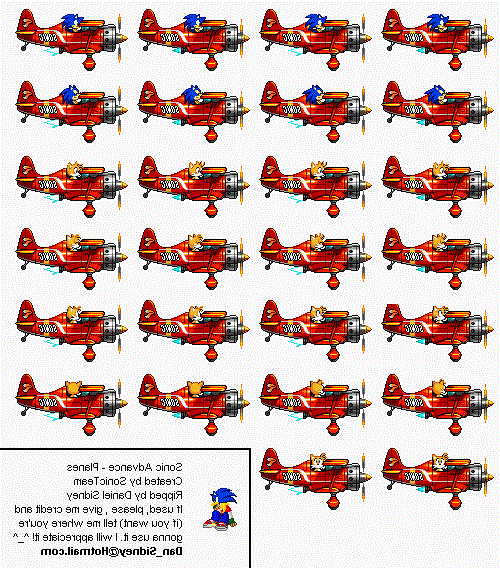 Sonic Advance - Planes
Created by SonicTeam
Ripped by Daniel Sidney
If used, please , give me credit and
(if you want) tell me where you're
gonna use it. I will appreciate it! ^_^
Dan_Sidney@Hotmail.com